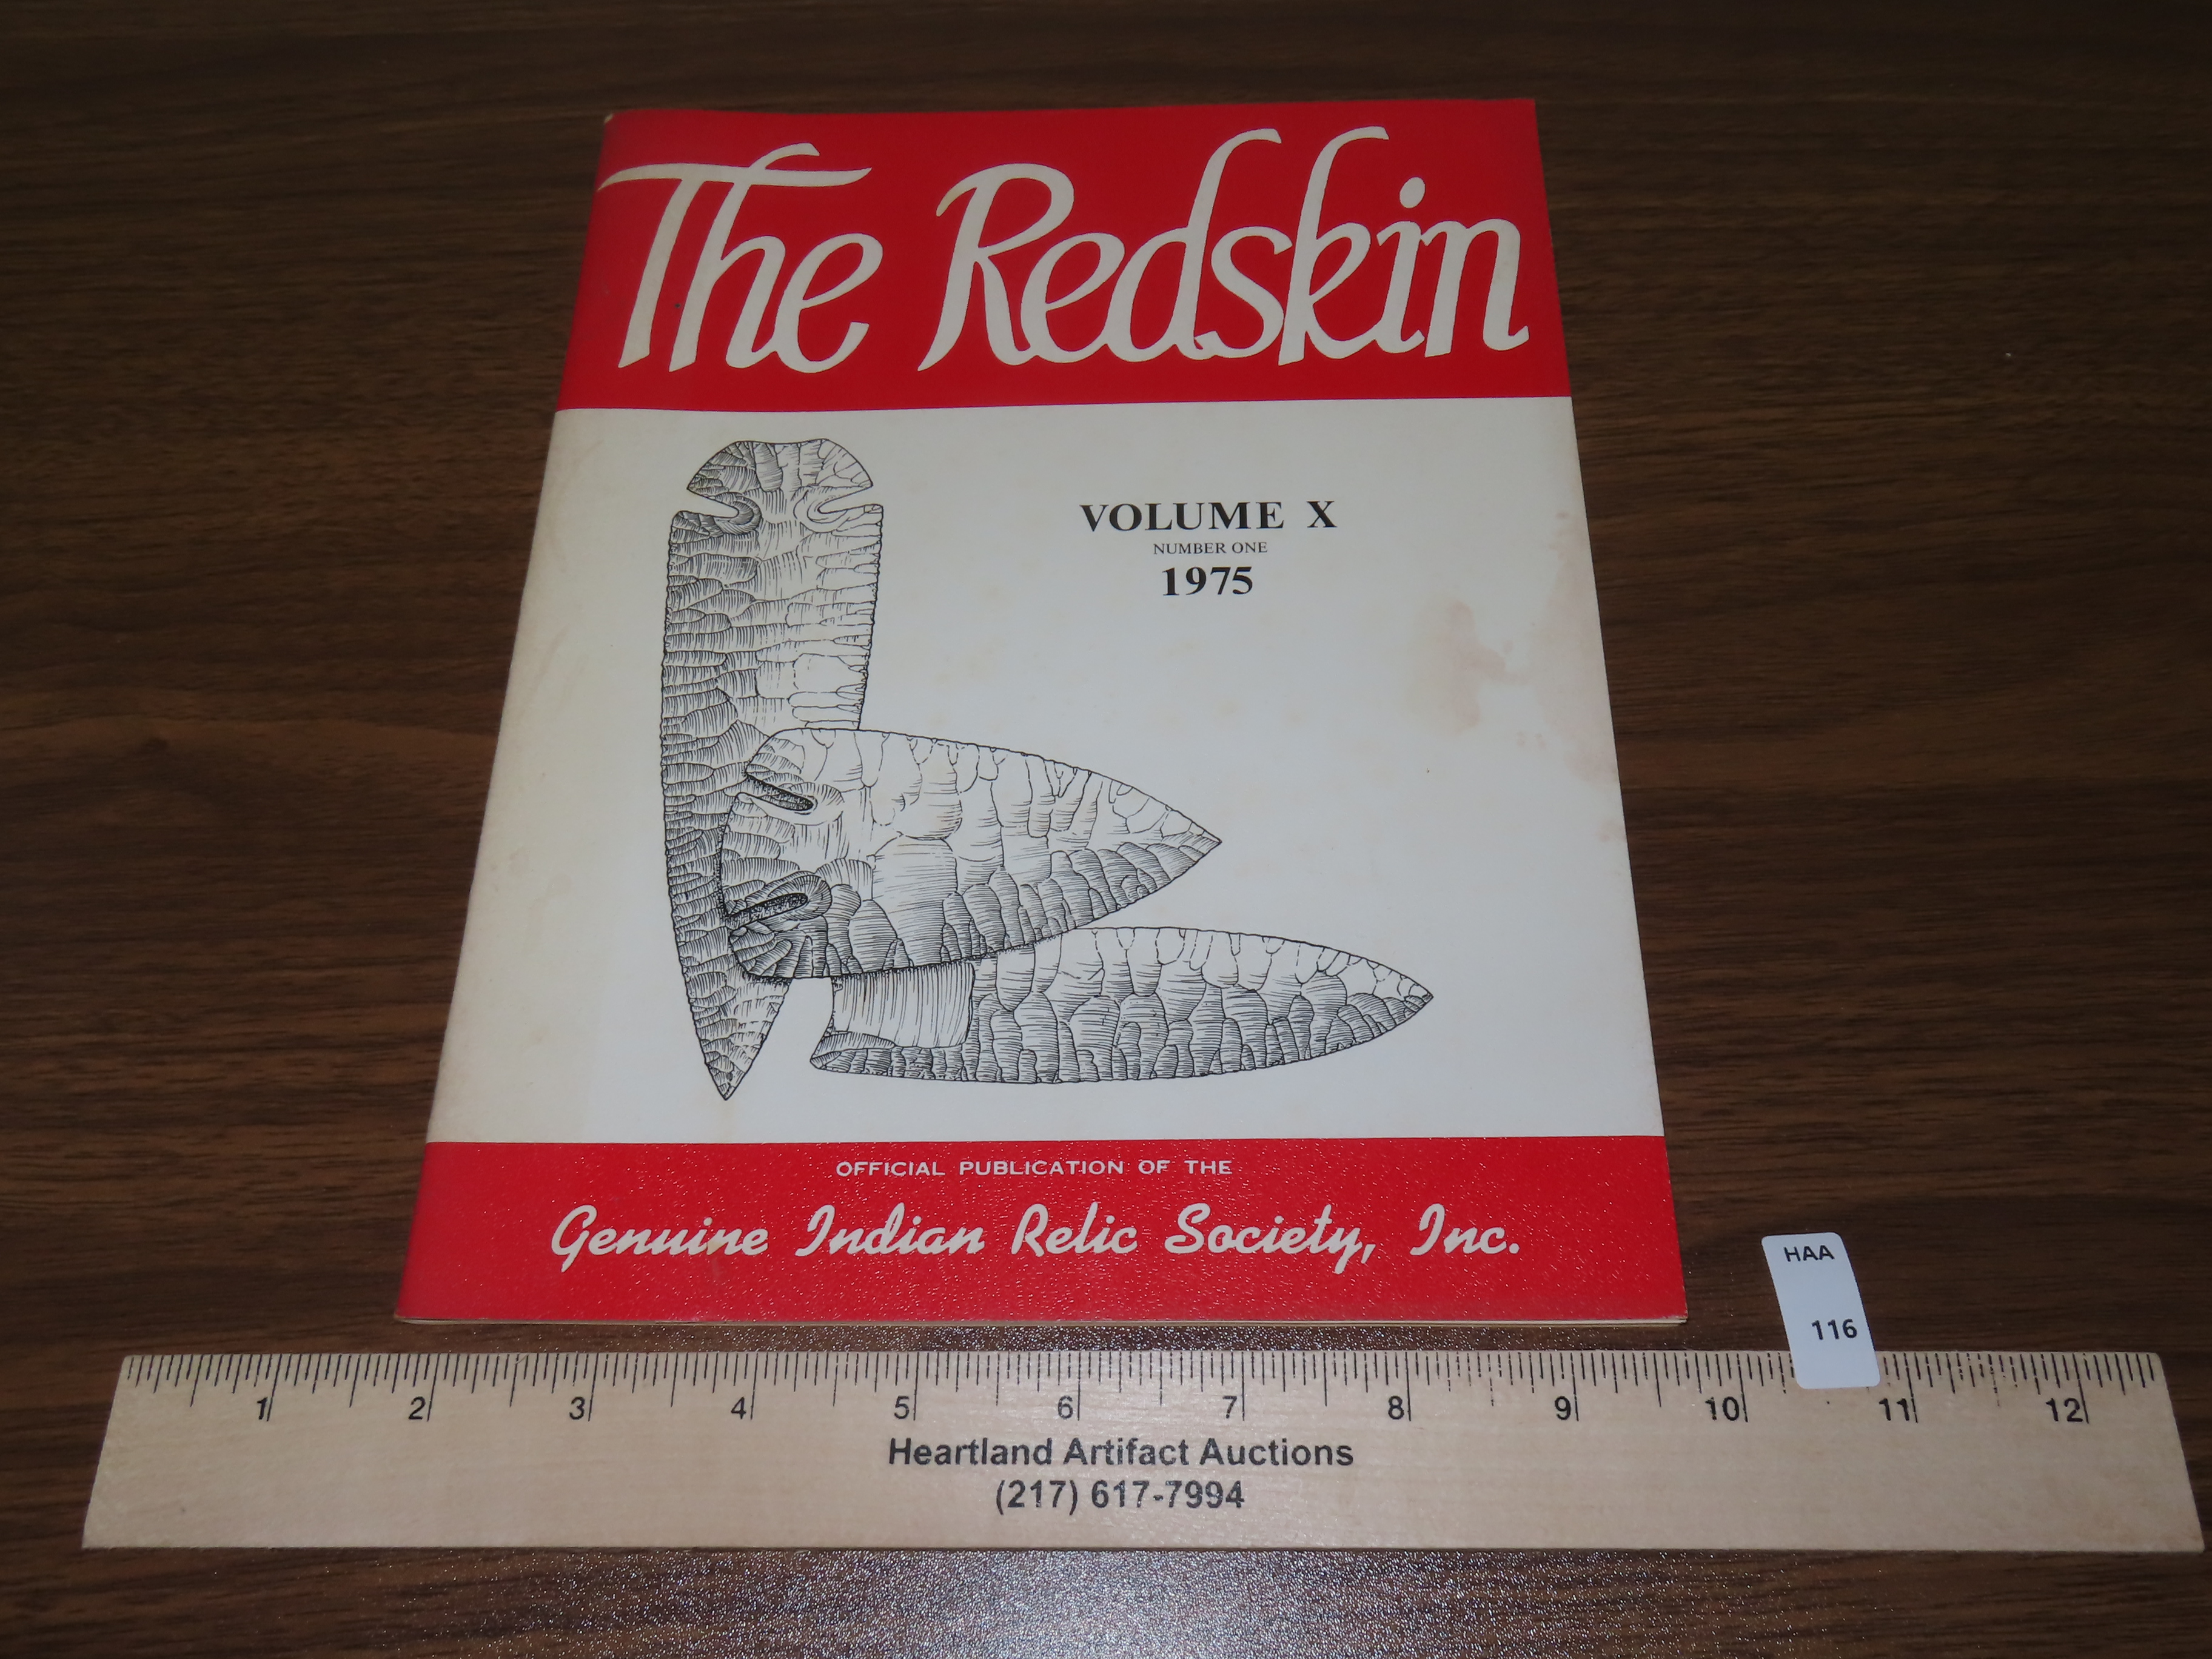 The Redskin
VOLUME X
NUMBER ONE
1975
OFFICIAL PUBLICATION OF THE
Genuine Indian Relic Society, Inc.
HAA
116
1 2 3 4 5 6 7 8 9 10 11 12
Heartland Artifact Auctions
(217) 617-7994